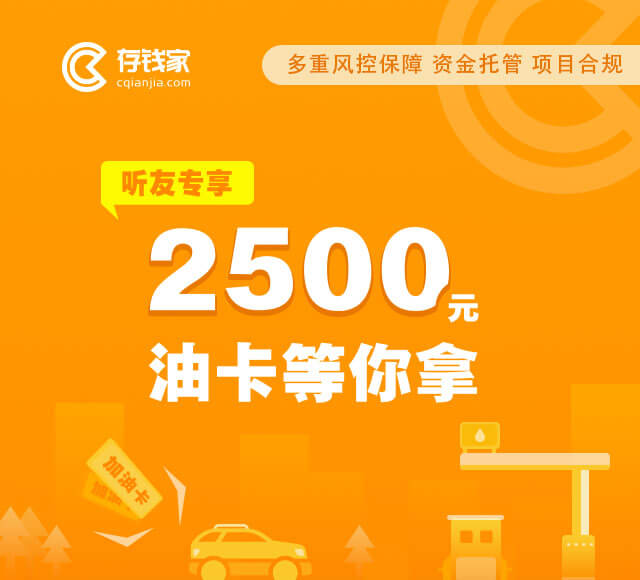 存钱家
cqianjia.com
多重风控保障 资金托管 项目合规
听友专享
2500元
油卡等你拿
加油卡